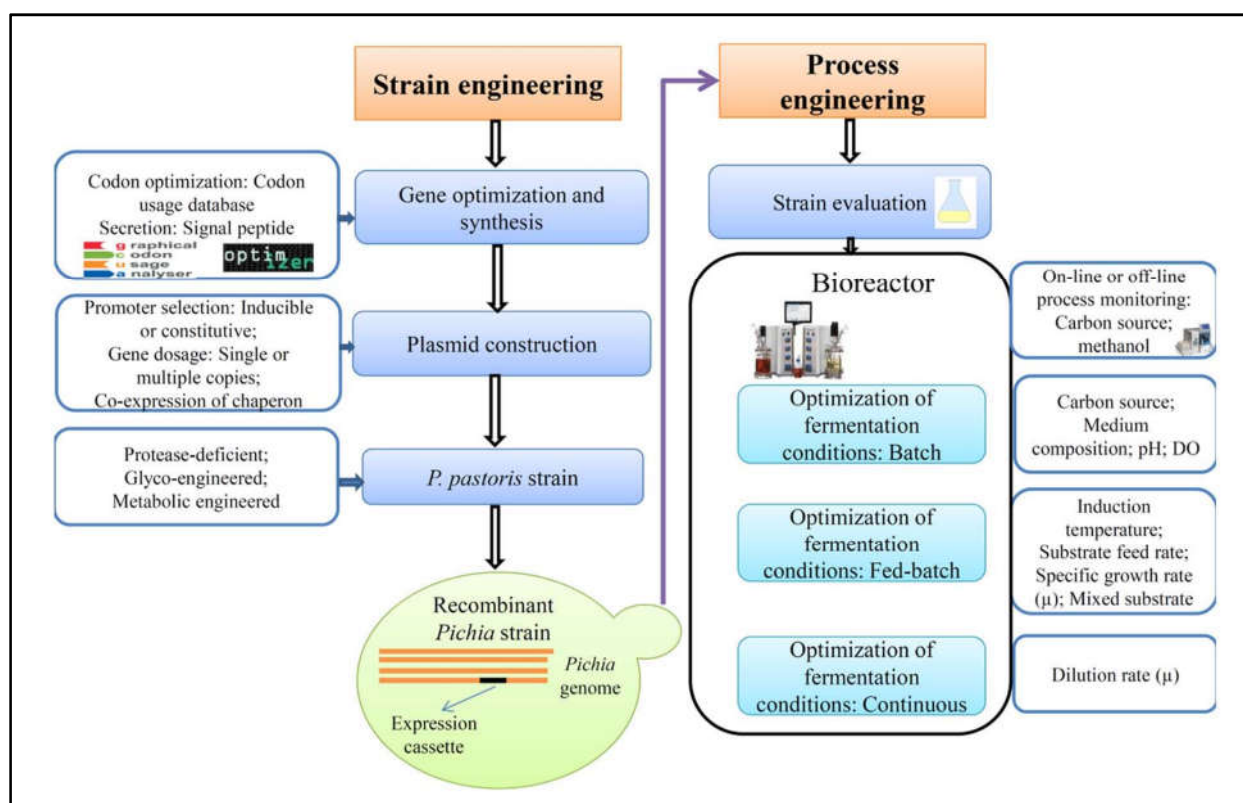 Strain engineering
Codon optimization: Codon
usage database
Secretion: Signal peptide
graphical
codon
usage
analyser
optim
izer
Gene optimization and
synthesis
Promoter selection: Inducible
or constitutive;
Gene dosage: Single or
multiple copies;
Co-expression of chaperon
Plasmid construction
Protease-deficient;
Glyco-engineered;
Metabolic engineered
P. pastoris strain
Recombinant
Pichia strain
Pichia
genome
Expression
cassette
Process
engineering
Strain evaluation
Bioreactor
On-line or off-line
process monitoring:
Carbon source;
methanol
Optimization of
fermentation
conditions: Batch
Carbon source;
Medium
composition; pH; DO
Optimization of
fermentation
conditions: Fed-batch
Induction
temperature;
Substrate feed rate;
Specific growth rate
(μ); Mixed substrate
Optimization of
fermentation
conditions: Continuous
Dilution rate (μ)